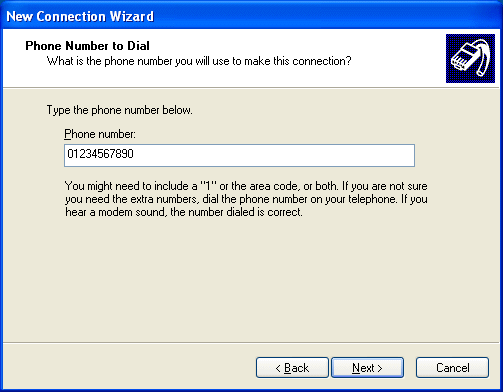 New Connection Wizard
Phone Number to Dial
What is the phone number you will use to make this connection?
Type the phone number below.
Phone number:
01234567890
You might need to include a "1" or the area code, or both. If you are not sure
you need the extra numbers, dial the phone number on your telephone. If you
hear a modem sound, the number dialed is correct.
< Back
Next >
Cancel